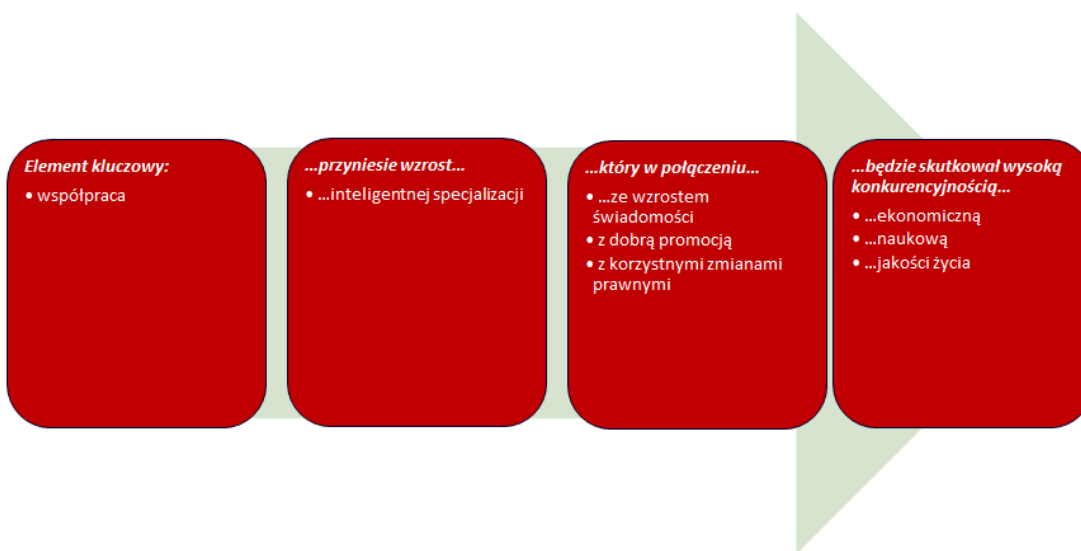 Element kluczowy:
• współpraca
...przyniesie wzrost...
• ...inteligentnej specjalizacji
...który w połączeniu...
• ...ze wzrostem
świadomości
• z dobrą promocją
• z korzystnymi zmianami
prawnymi
...będzie skutkował wysoką
konkurencyjnością...
• ...ekonomiczną
• ...naukową
• ...jakości życia